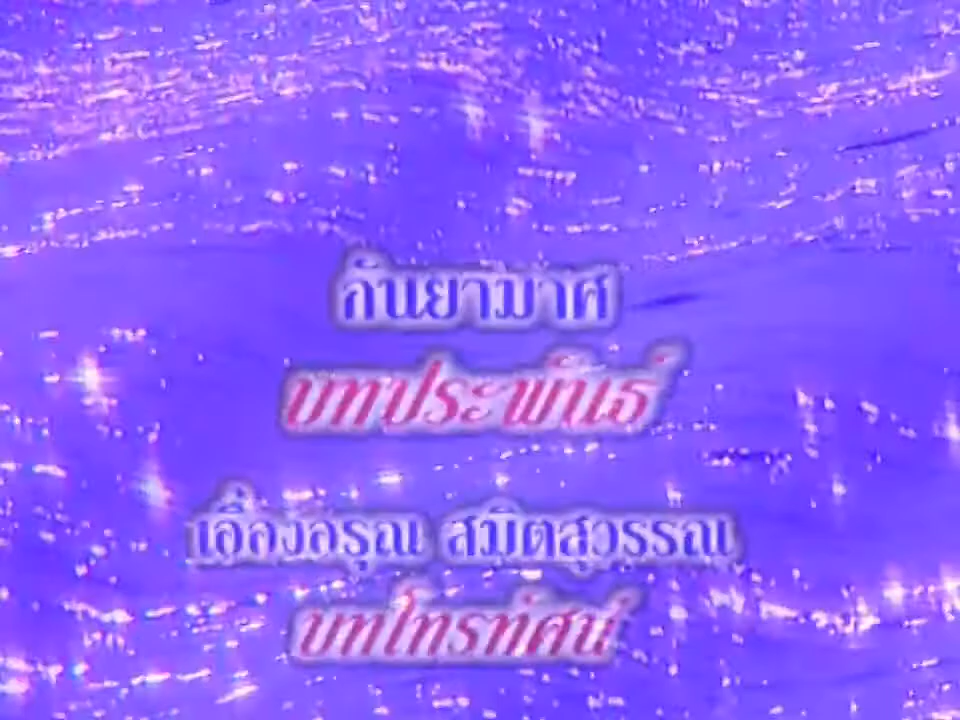 กันยามาศ
บทประพันธ์
เอื้องอรุณ สมิตสุวรรณ
บทโทรทัศน์